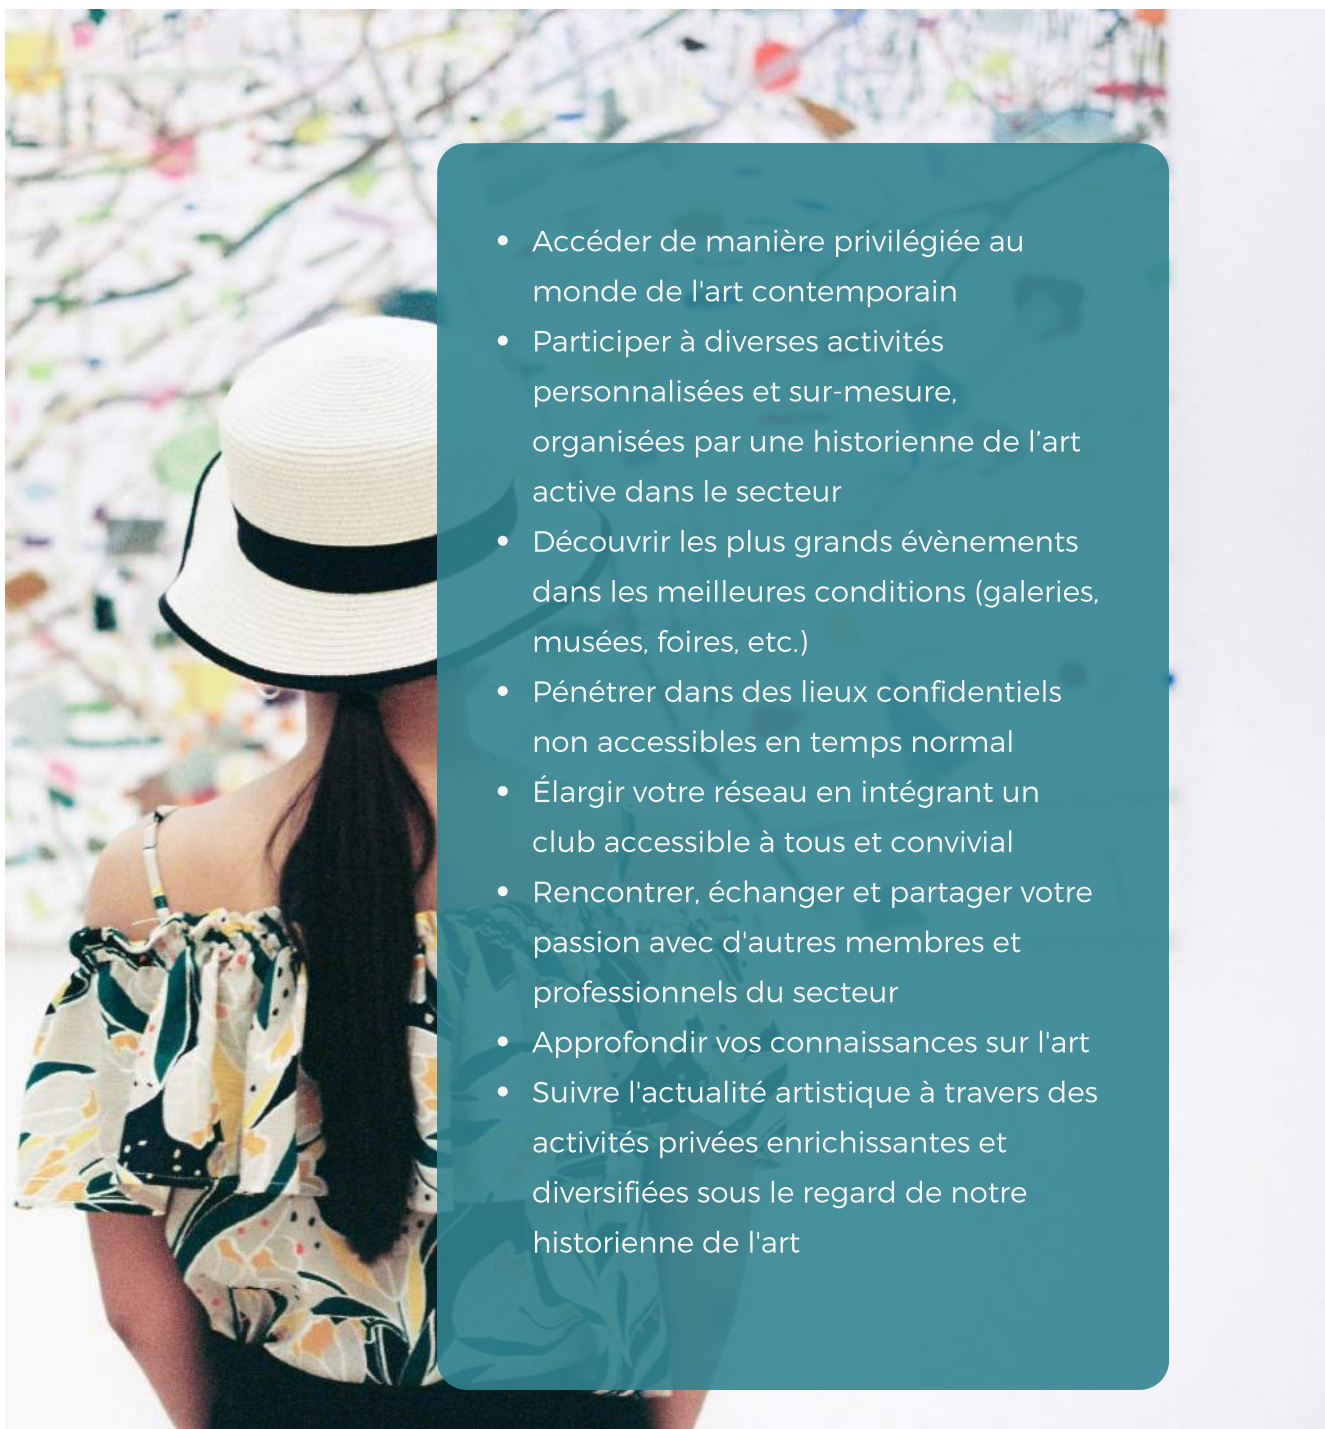 • Accéder de manière privilégiée au
monde de l'art contemporain
• Participer à diverses activités
personnalisées et sur-mesure,
organisées par une historienne de l’art
active dans le secteur
• Découvrir les plus grands évènements
dans les meilleures conditions (galeries,
musées, foires, etc.)
• Pénétrer dans des lieux confidentiels
non accessibles en temps normal
• Élargir votre réseau en intégrant un
club accessible à tous et convivial
• Rencontrer, échanger et partager votre
passion avec d'autres membres et
professionnels du secteur
• Approfondir vos connaissances sur l'art
• Suivre l'actualité artistique à travers des
activités privées enrichissantes et
diversifiées sous le regard de notre
historienne de l'art